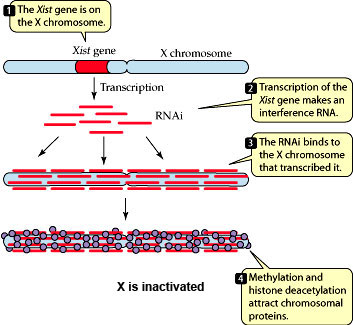 1 The Xist gene is on
the X chromosome.
Xist gene
X chromosome
Transcription
RNAi
2 Transcription of the
Xist gene makes an
interference RNA.
3 The RNAi binds to
the X chromosome
that transcribed it.
X is inactivated
4 Methylation and
histone deacetylation
attract chromosomal
proteins.